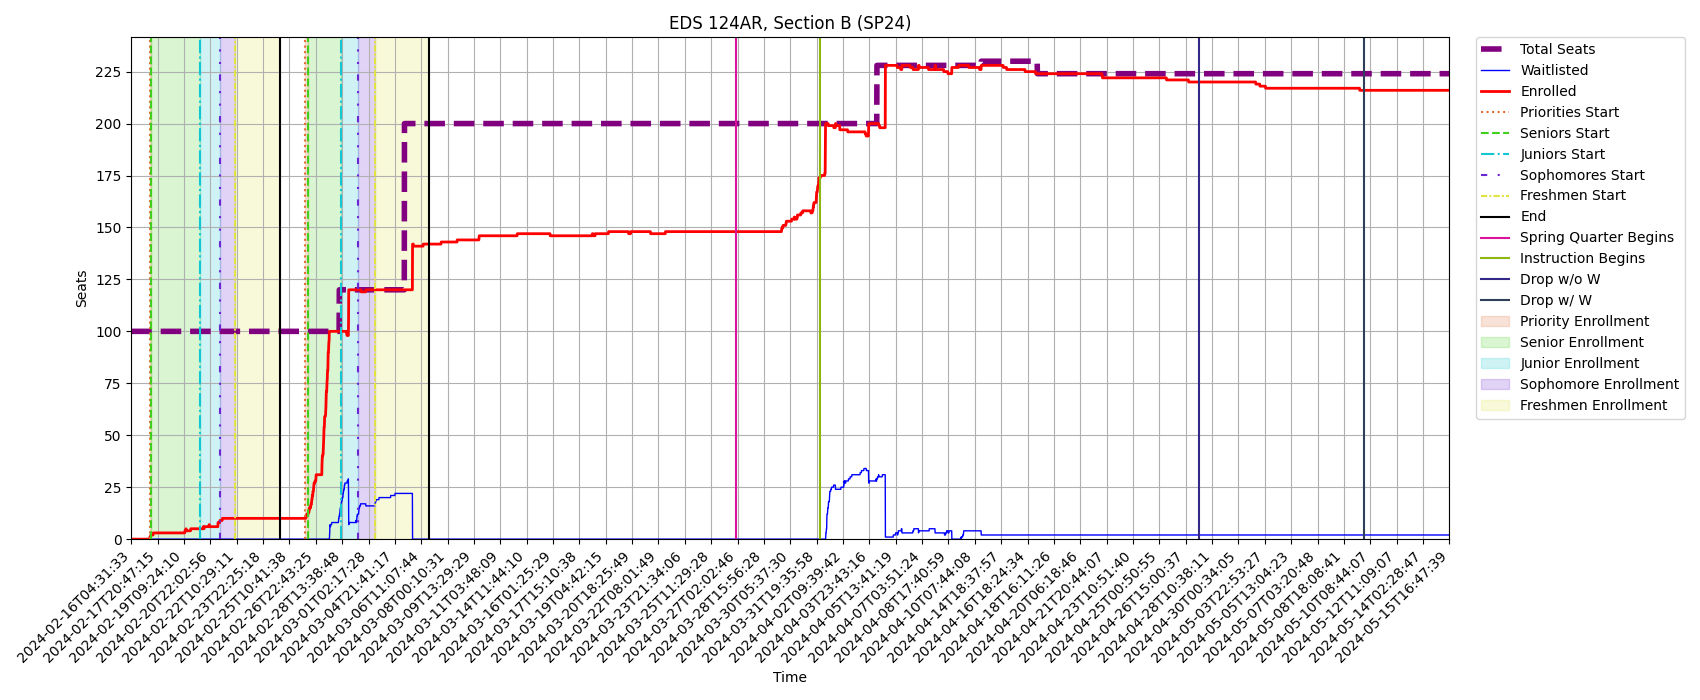 EDS 124AR, Section B (SP24)
Seats
225
200
175
150
125
100
75
50
25
0
2024-02-16T04:31:33
2024-02-17T20:47:15
2024-02-19T09:24:10
2024-02-20T22:02:56
2024-02-22T10:29:11
2024-02-23T22:25:18
2024-02-25T10:41:38
2024-02-26T22:43:25
2024-02-28T13:38:48
2024-03-01T02:17:28
2024-03-04T21:41:17
2024-03-06T11:07:44
2024-03-08T00:10:31
2024-03-09T13:29:29
2024-03-11T03:48:09
2024-03-14T11:44:10
2024-03-16T01:25:29
2024-03-17T15:10:38
2024-03-19T04:42:15
2024-03-20T18:25:49
2024-03-22T08:01:49
2024-03-23T21:34:06
2024-03-25T11:29:28
2024-03-27T02:02:46
2024-03-28T15:56:28
2024-03-30T05:37:30
2024-03-31T19:35:58
2024-04-02T09:39:42
2024-04-03T23:43:16
2024-04-05T13:41:19
2024-04-07T03:51:24
2024-04-08T17:40:59
2024-04-10T07:44:08
2024-04-14T18:37:57
2024-04-16T18:24:34
2024-04-18T16:11:26
2024-04-20T06:18:46
2024-04-21T20:44:07
2024-04-23T10:51:40
2024-04-25T00:50:55
2024-04-26T15:00:37
2024-04-28T10:38:11
2024-04-30T00:34:05
2024-05-03T22:53:27
2024-05-05T13:04:23
2024-05-07T03:20:48
2024-05-08T18:08:41
2024-05-10T08:44:07
2024-05-12T11:09:07
2024-05-14T02:28:47
2024-05-15T16:47:39
Time
Total Seats
Waitlisted
Enrolled
Priorities Start
Seniors Start
Juniors Start
Sophomores Start
Freshmen Start
End
Spring Quarter Begins
Instruction Begins
Drop w/o W
Drop w/ W
Priority Enrollment
Senior Enrollment
Junior Enrollment
Sophomore Enrollment
Freshmen Enrollment